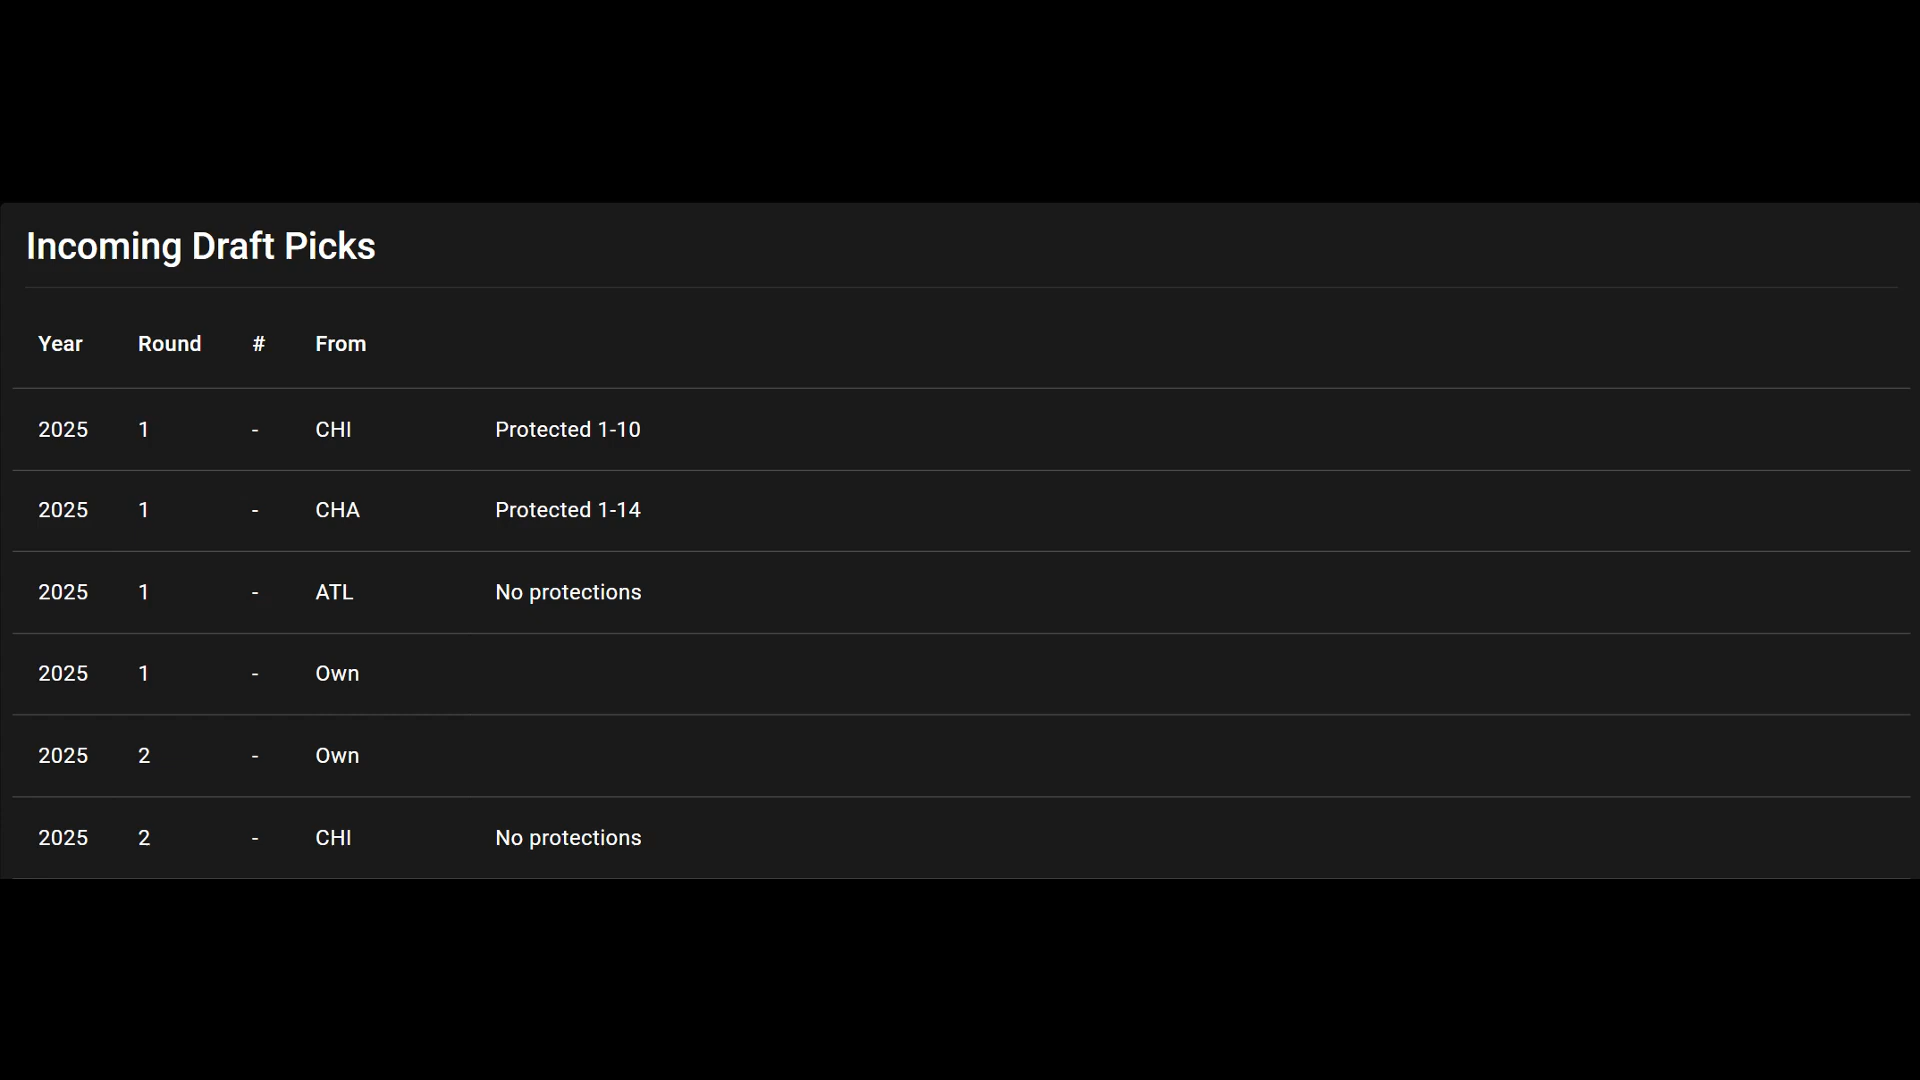 Incoming Draft Picks
Year Round # From
2025 1 - CHI Protected 1-10
2025 1 - CHA Protected 1-14
2025 1 - ATL No protections
2025 1 - Own
2025 2 - Own
2025 2 - CHI No protections